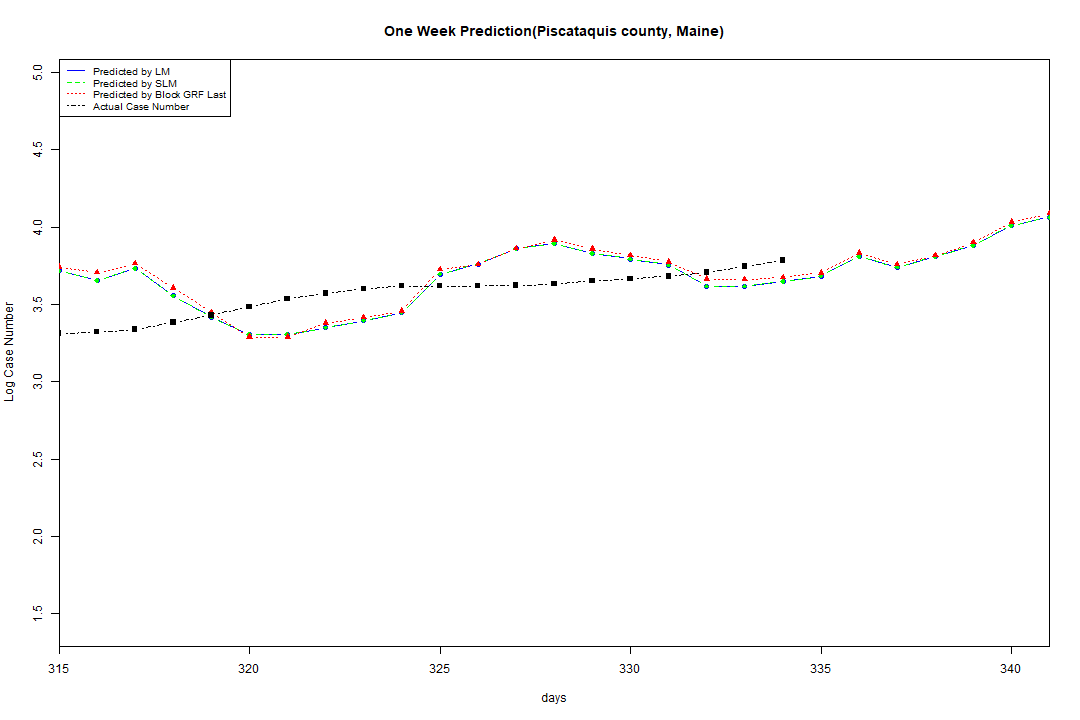 One Week Prediction(Piscataquis county, Maine)
Predicted by LM
Predicted by SLM
Predicted by Block GRF Last
Actual Case Number
5.0
4.5
4.0
3.5
3.0
2.5
2.0
1.5
Log Case Number
315 320 325 330 335 340
days